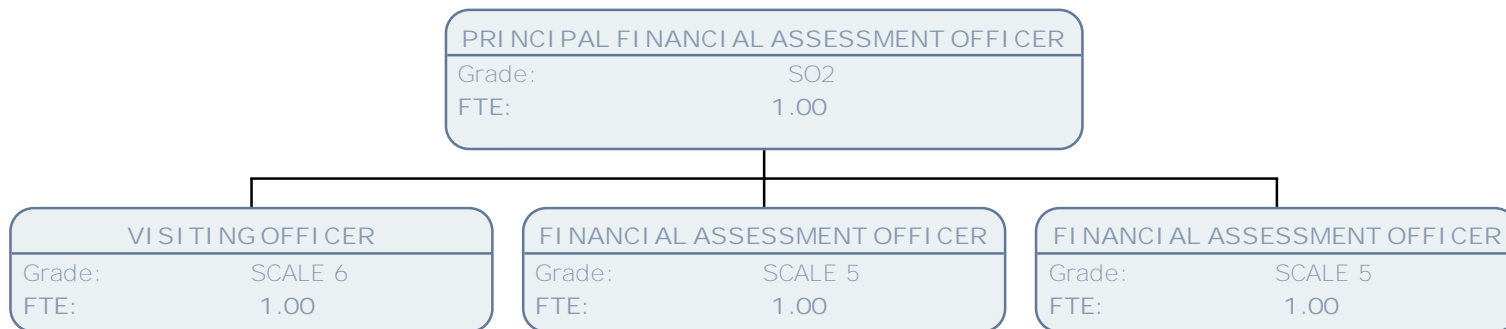 PRINCIPAL FINANCIAL ASSESSMENT OFFICER
Grade: SO2
FTE: 1.00
VISITING OFFICER
Grade: SCALE 6
FTE: 1.00
FINANCIAL ASSESSMENT OFFICER
Grade: SCALE 5
FTE: 1.00
FINANCIAL ASSESSMENT OFFICER
Grade: SCALE 5
FTE: 1.00